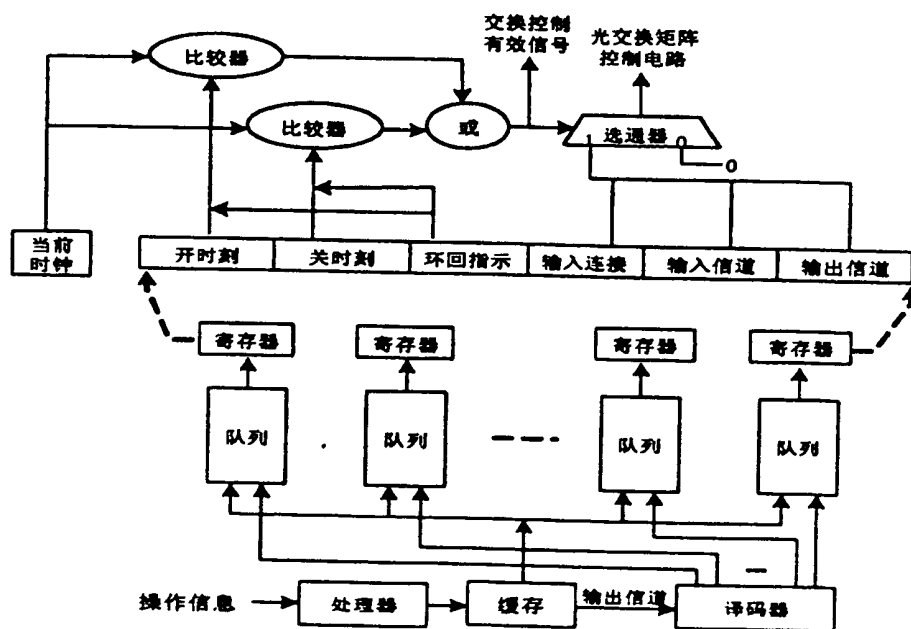 交换控制
有效信号
光交换矩阵
控制电路
比较器
比较器
或
选通器
1
0
0
当前
时钟
开时刻
关时刻
环回指示
输入连接
输入信道
输出信道
寄存器
寄存器
寄存器
寄存器
队列
队列
队列
队列
操作信息
处理器
缓存
输出信道
译码器